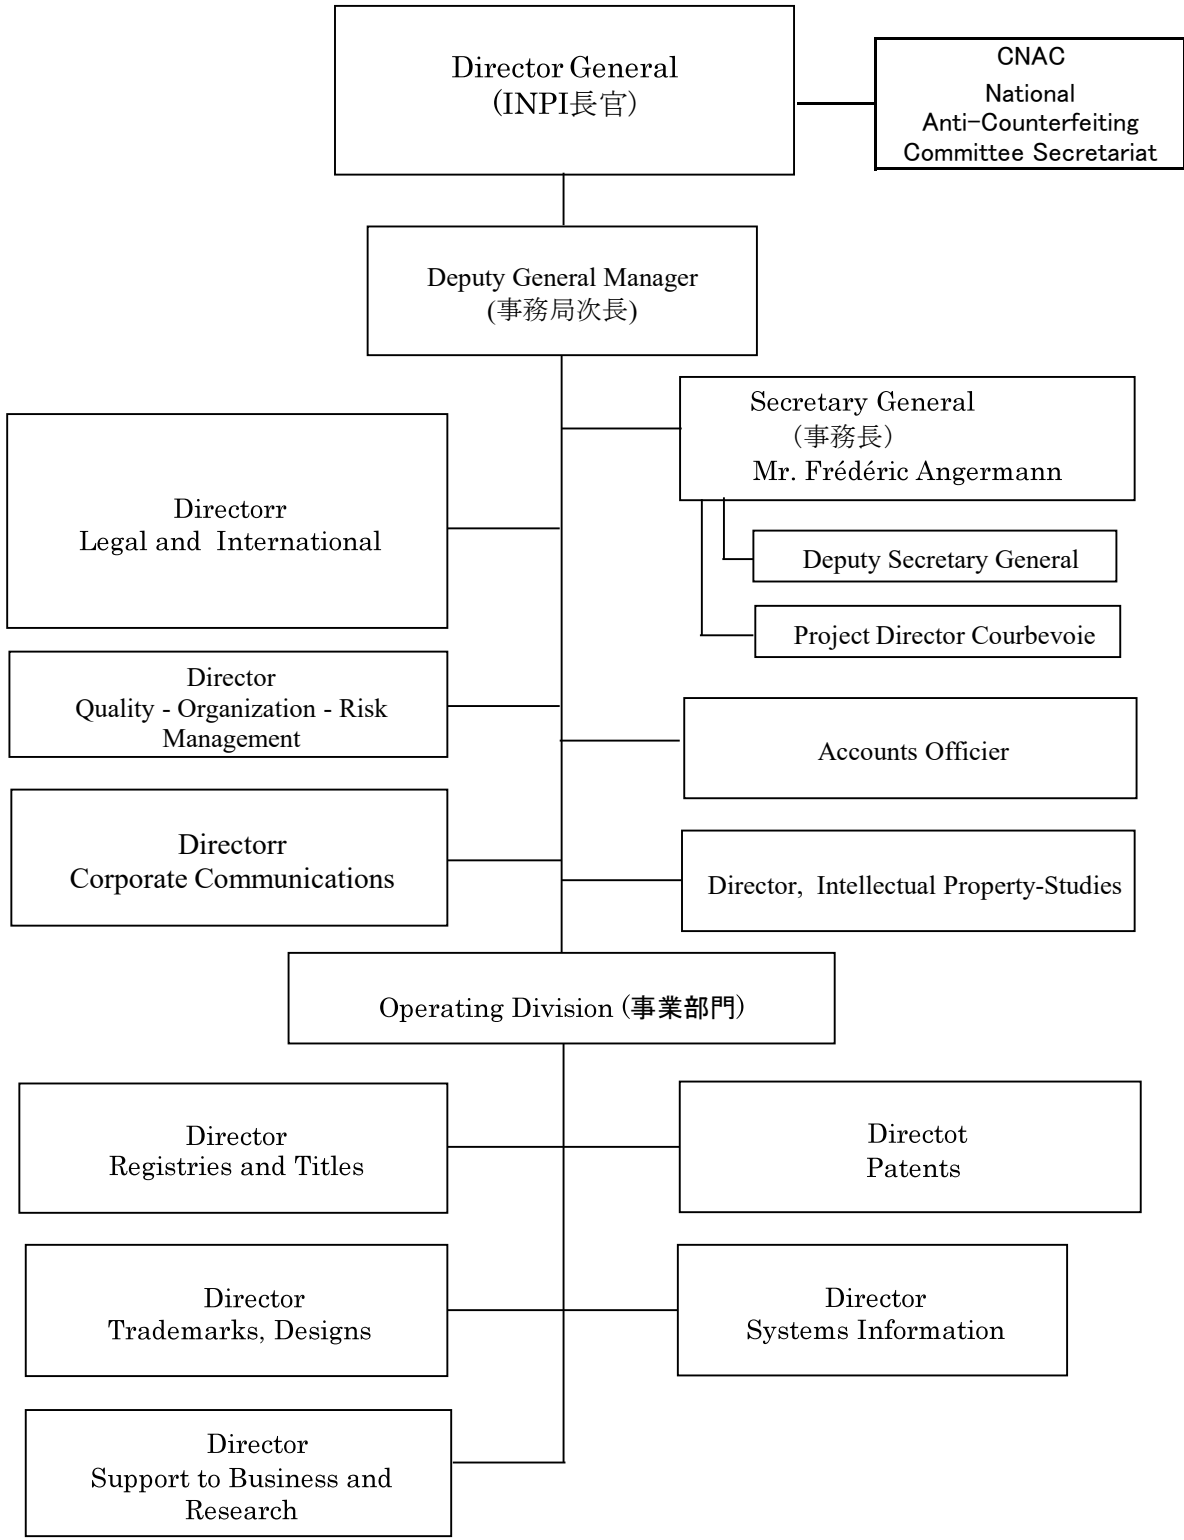 Director General
(INPI長官)
CNAC
National
Anti-Counterfeiting
Committee Secretariat
Deputy General Manager
(事務局次長)
Secretary General
（事務長）
Mr. Frédéric Angermann
Directorr
Legal and International
Deputy Secretary General
Project Director Courbevoie
Director
Quality - Organization - Risk
Management
Accounts Officier
Directorr
Corporate Communications
Director, Intellectual Property-Studies
Operating Division (事業部門)
Director
Registries and Titles
Directot
Patents
Director
Trademarks, Designs
Director
Systems Information
Director
Support to Business and
Research